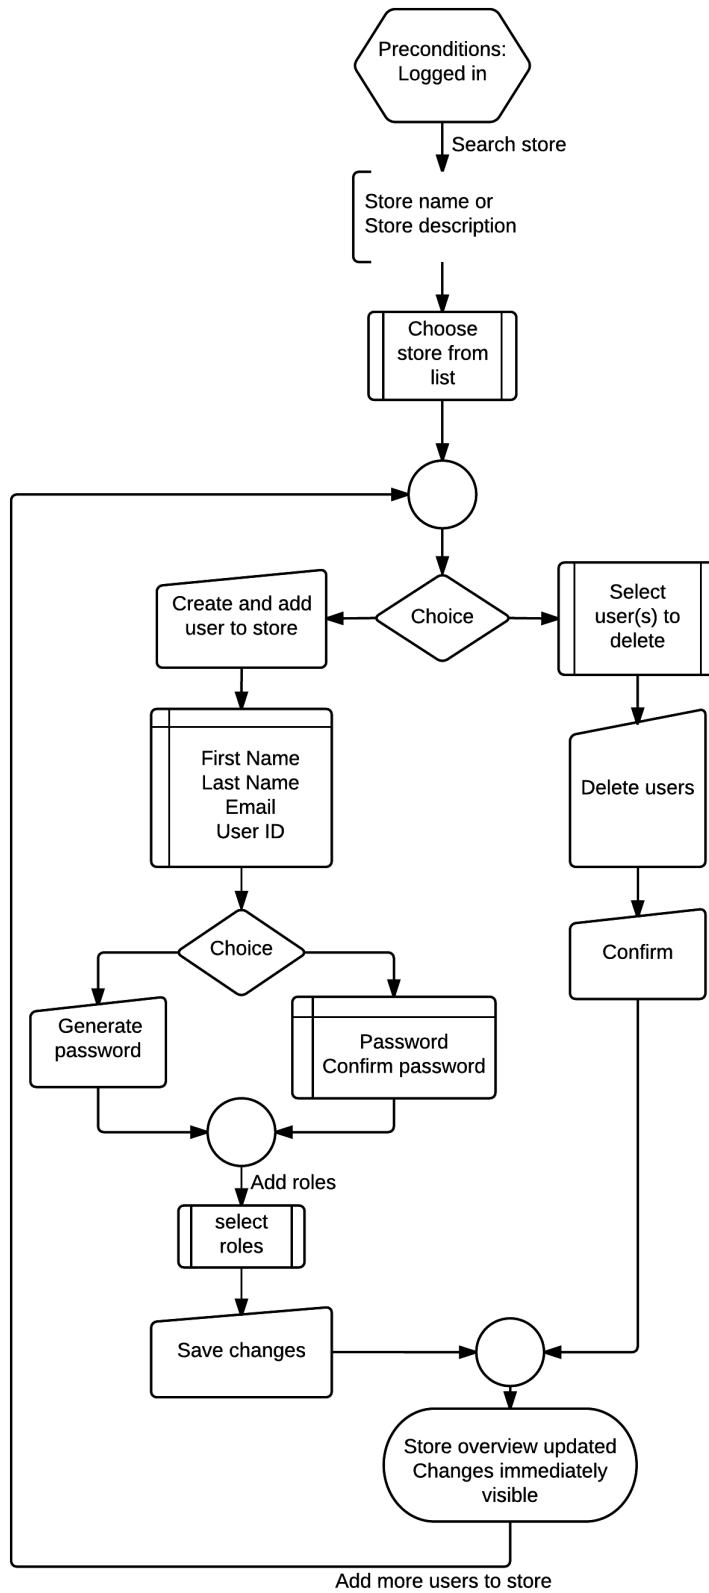 Preconditions:
Logged in
Search store
Store name or
Store description
Choose
store from
list
Choice
Create and add
user to store
Select
user(s) to
delete
First Name
Last Name
Email
User ID
Delete users
Choice
Confirm
Generate
password
Password
Confirm password
Add roles
select
roles
Save changes
Store overview updated
Changes immediately
visible
Add more users to store